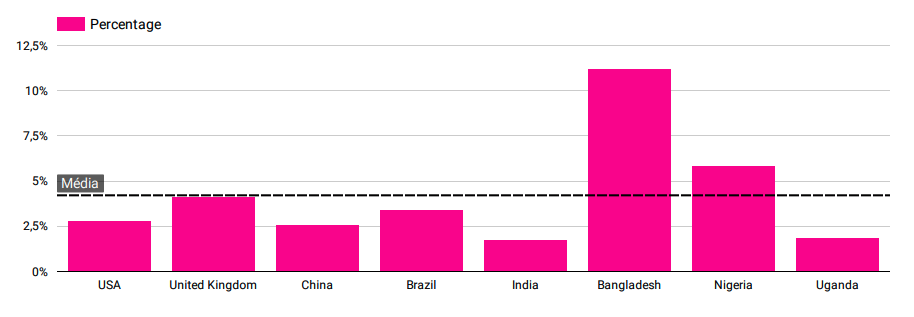 Percentage
12,5%
10%
7,5%
5%
Média
2,5%
0%
USA United Kingdom China Brazil India Bangladesh Nigeria Uganda